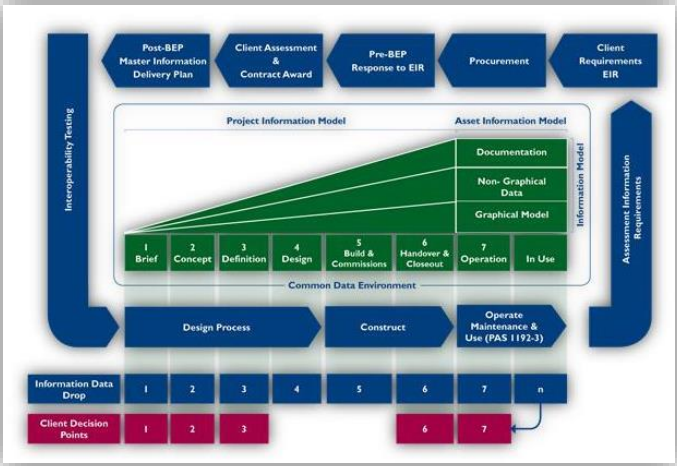 Post-BEP
Master Information
Delivery Plan
Client Assessment
&
Contract Award
Pre-BEP
Response to EIR
Procurement
Client
Requirements
EIR
Interoperability Testing
Project Information Model
Asset Information Model
Documentation
Non- Graphical
Data
Graphical Model
Information Model
Assessment Information
Requirements
1
Brief
2
Concept
3
Definition
4
Design
5
Build &
Commissions
6
Handover &
Closeout
7
Operation
In Use
Common Data Environment
Design Process
Construct
Operate
Maintenance &
Use (PAS 1192-3)
Information Data
Drop
1 2 3 4 5 6 7 n
Client Decision
Points
1 2 3 6 7